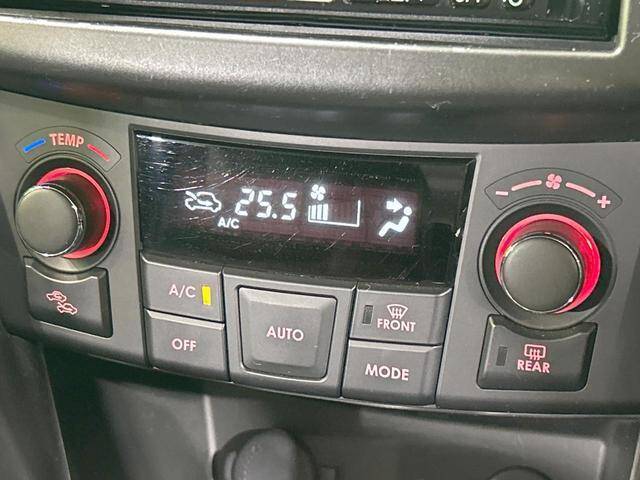 TEMP
25.5
A/C
- +
A/C
AUTO
FRONT
OFF
MODE
REAR